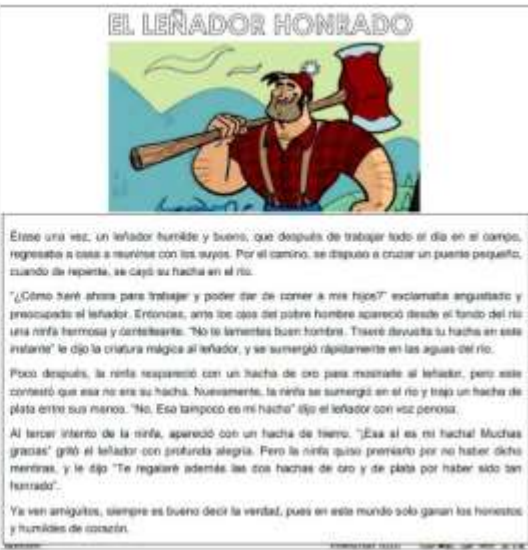 EL LEÑADOR HONRADO
Érase una vez, un leñador humilde y bueno, que después de trabajar todo el día en el campo,
regresaba a casa a reunirse con los suyos. Por el camino, se dispuso a cruzar un puente pequeño,
cuando de repente, se cayó su hacha en el río.
"¿Cómo haré ahora para trabajar y poder dar de comer a mis hijos?" exclamaba angustiado y
preocupado el leñador. Entonces, ante los ojos del pobre hombre apareció desde el fondo del río
una ninfa hermosa y centelleante. "No te lamentes buen hombre. Traeré devuelta tu hacha en este
instante" le dijo la criatura mágica al leñador, y se sumergió rápidamente en las aguas del río.
Poco después, la ninfa reapareció con un hacha de oro para mostrarle al leñador, pero este
contestó que esa no era su hacha. Nuevamente, la ninfa se sumergió en el río y trajo un hacha de
plata entre sus manos. "No. Esa tampoco es mi hacha" dijo el leñador con voz penosa.
Al tercer intento de la ninfa, apareció con un hacha de hierro. "¡Esa sí es mi hacha! Muchas
gracias" gritó el leñador con profunda alegría. Pero la ninfa quiso premiarlo por no haber dicho
mentiras, y le dijo "Te regalaré además las dos hachas de oro y de plata por haber sido tan
honrado".
Ya ven amiguitos, siempre es bueno decir la verdad, pues en este mundo solo ganan los honestos
y humildes de corazón.